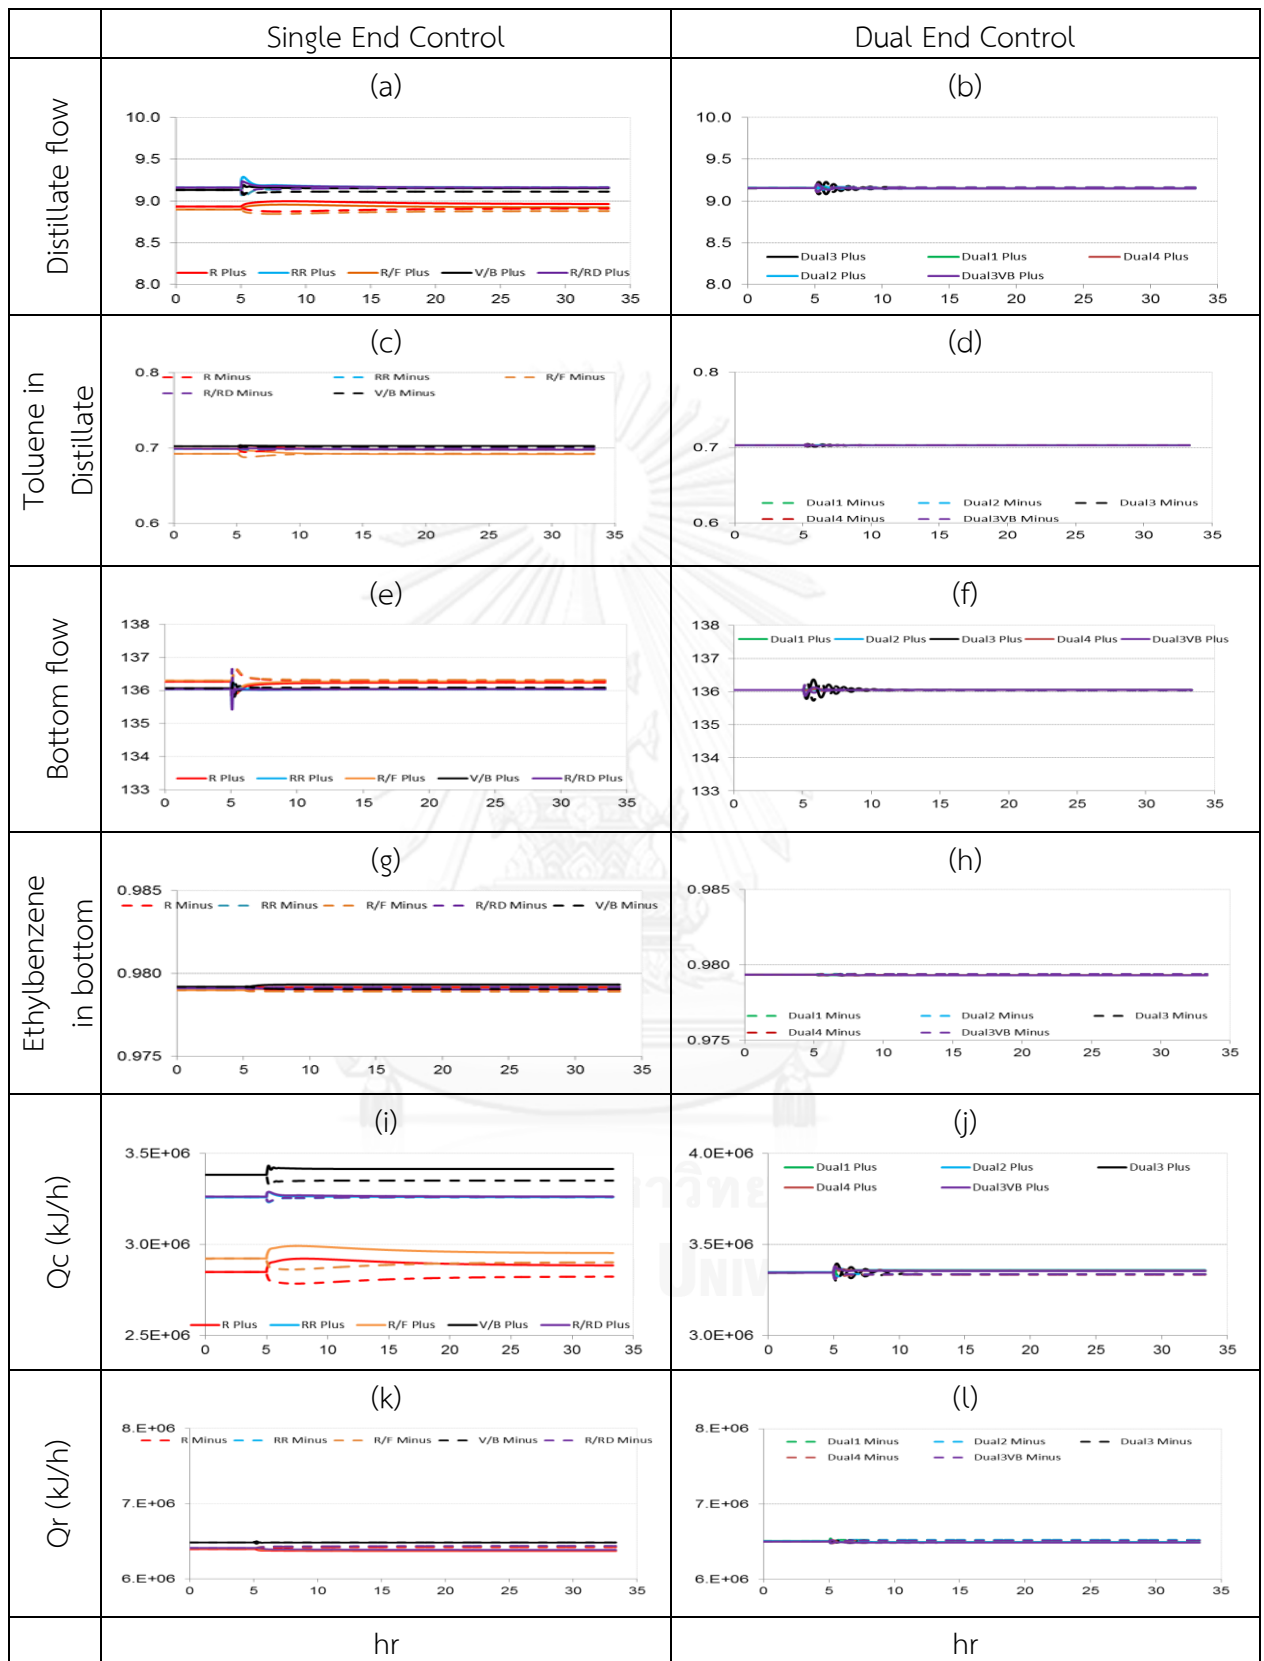 Single End Control
Dual End Control
Distillate flow
(a)
10.0
9.5
9.0
8.5
8.0
R Plus RR Plus R/F Plus V/B Plus R/RD Plus
0 5 10 15 20 25 30 35
(b)
10.0
9.5
9.0
8.5
8.0
Dual3 Plus Dual1 Plus Dual4 Plus
Dual2 Plus Dual3VB Plus
0 5 10 15 20 25 30 35
Toluene in
Distillate
(c)
0.8
0.7
0.6
R Minus RR Minus R/F Minus
R/RD Minus V/B Minus
0 5 10 15 20 25 30 35
(d)
0.8
0.7
0.6
Dual1 Minus Dual2 Minus Dual3 Minus
Dual4 Minus Dual3VB Minus
0 5 10 15 20 25 30 35
Bottom flow
(e)
138
137
136
135
134
133
R Plus RR Plus R/F Plus V/B Plus R/RD Plus
0 5 10 15 20 25 30 35
(f)
138
137
136
135
134
133
Dual1 Plus Dual2 Plus Dual3 Plus Dual4 Plus Dual3VB Plus
0 5 10 15 20 25 30 35
Ethylbenzene
in bottom
(g)
0.985
0.980
0.975
R Minus RR Minus R/F Minus R/RD Minus V/B Minus
0 5 10 15 20 25 30 35
(h)
0.985
0.980
0.975
Dual1 Minus Dual2 Minus Dual3 Minus
Dual4 Minus Dual3VB Minus
0 5 10 15 20 25 30 35
Qc (kJ/h)
(i)
3.5E+06
3.0E+06
2.5E+06
R Plus RR Plus R/F Plus V/B Plus R/RD Plus
0 5 10 15 20 25 30 35
(j)
4.0E+06
3.5E+06
3.0E+06
Dual1 Plus Dual2 Plus Dual3 Plus
Dual4 Plus Dual3VB Plus
0 5 10 15 20 25 30 35
Qr (kJ/h)
(k)
8.E+06
7.E+06
6.E+06
R Minus RR Minus R/F Minus V/B Minus R/RD Minus
0 5 10 15 20 25 30 35
(l)
8.E+06
7.E+06
6.E+06
Dual1 Minus Dual2 Minus Dual3 Minus
Dual4 Minus Dual3VB Minus
0 5 10 15 20 25 30 35
hr
hr